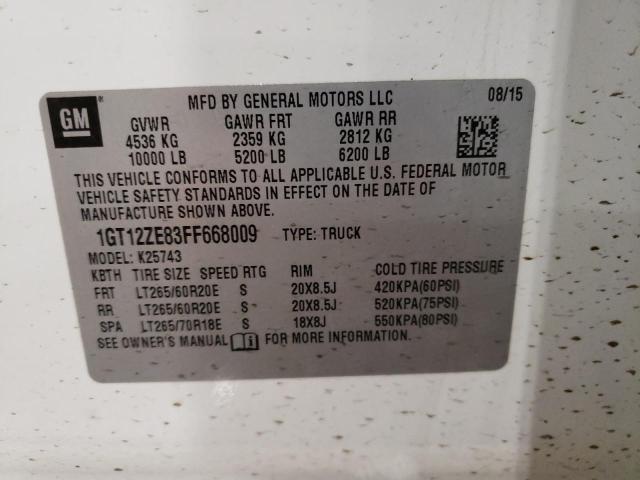 GM ® MFD BY GENERAL MOTORS LLC 08/15
GVWR GAWR FRT GAWR RR
4536 KG 2359 KG 2812 KG
10000 LB 5200 LB 6200 LB
THIS VEHICLE CONFORMS TO ALL APPLICABLE U.S. FEDERAL MOTOR
VEHICLE SAFETY STANDARDS IN EFFECT ON THE DATE OF
MANUFACTURE SHOWN ABOVE.
1GT12ZE83FF668009 TYPE: TRUCK
MODEL: K25743
KBTH TIRE SIZE SPEED RTG RIM COLD TIRE PRESSURE
FRT LT265/60R20E S 20X8.5J 420KPA(60PSI)
RR LT265/60R20E S 20X8.5J 520KPA(75PSI)
SPA LT265/70R18E S 18X8J 550KPA(80PSI)
SEE OWNER'S MANUAL i FOR MORE INFORMATION.